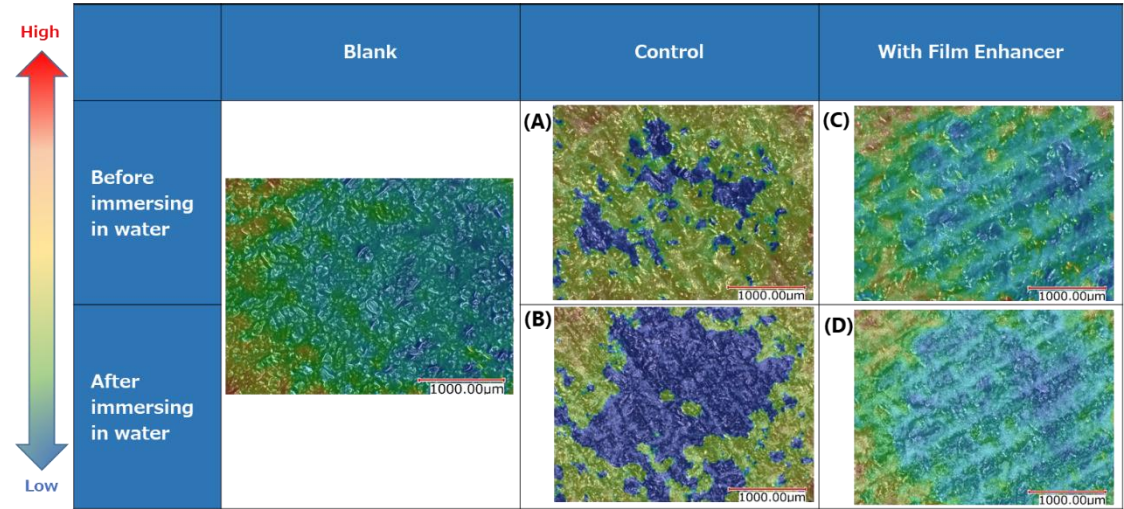 High
Low
Blank
Control
With Film Enhancer
Before
immersing
in water
1000.00μm
(A)
1000.00μm
(C)
1000.00μm
After
immersing
in water
(B)
1000.00μm
(D)
1000.00μm